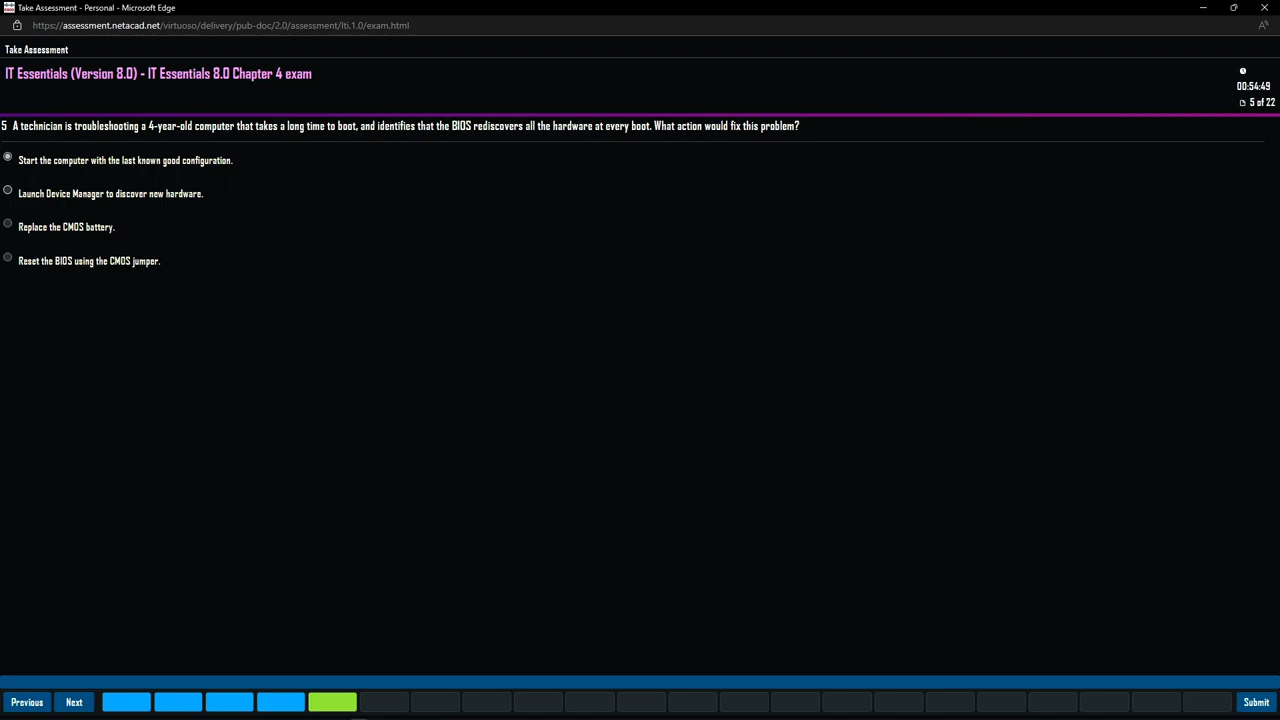 Take Assessment - Personal - Microsoft Edge
https://assessment.netacad.net/virtuoso/delivery/pub-doc/2.0/assessment/lti.1.0/exam.html
Take Assessment
IT Essentials (Version 8.0) - IT Essentials 8.0 Chapter 4 exam
00:54:49
5 of 22
5 A technician is troubleshooting a 4-year-old computer that takes a long time to boot, and identifies that the BIOS rediscovers all the hardware at every boot. What action would fix this problem?
Start the computer with the last known good configuration.
Launch Device Manager to discover new hardware.
Replace the CMOS battery.
Reset the BIOS using the CMOS jumper.
Previous Next Submit